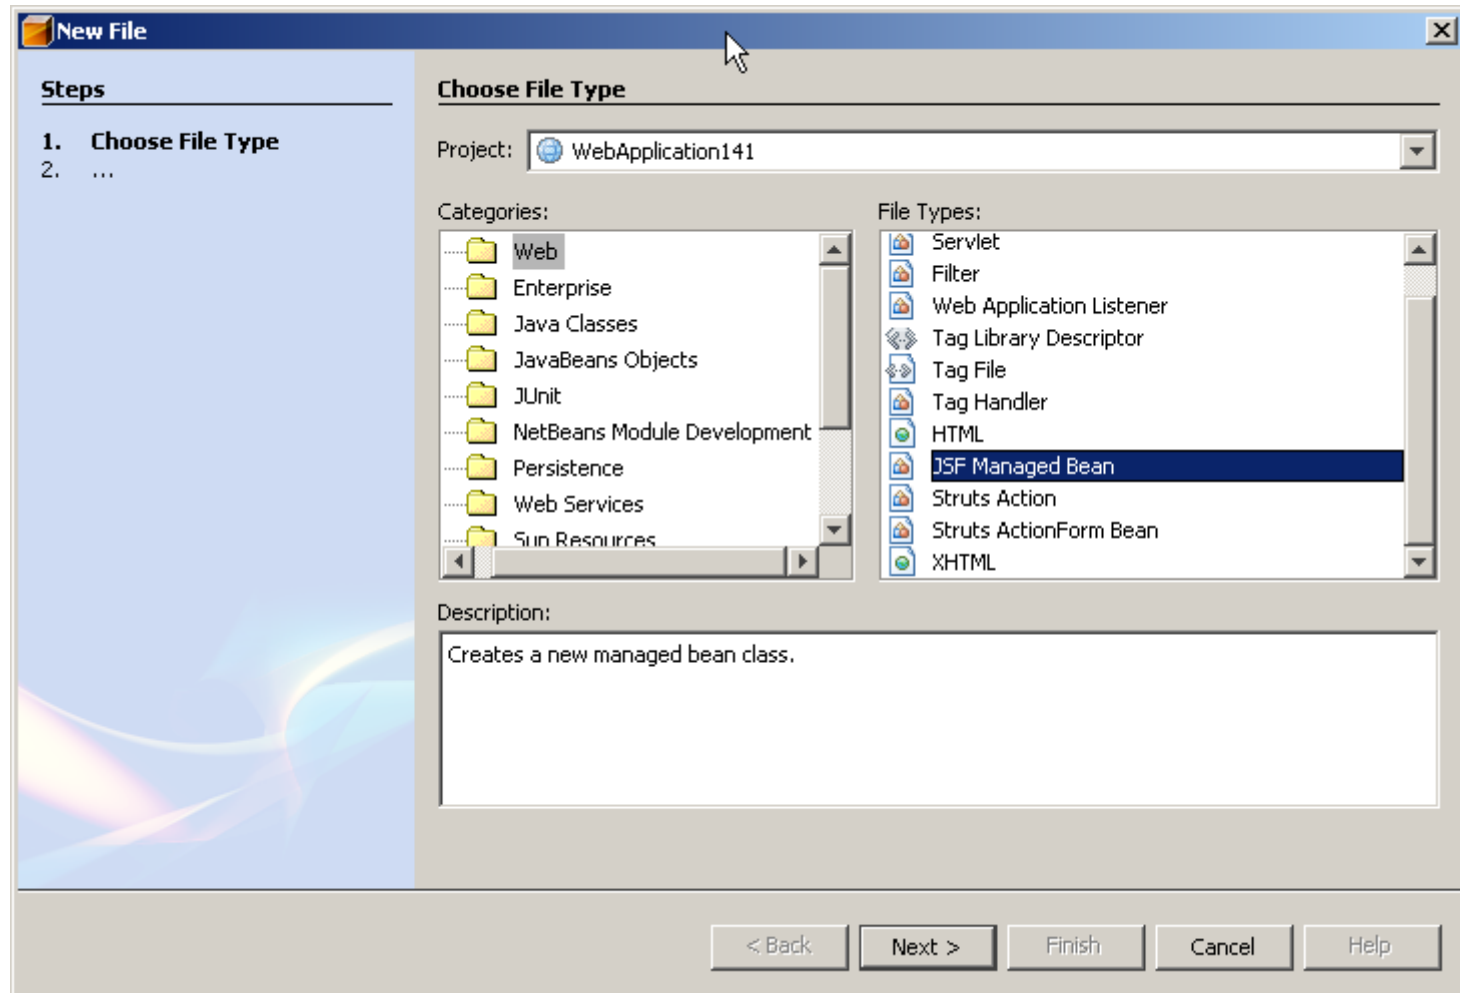 New File
Steps
1. Choose File Type
2. ...
Choose File Type
Project: WebApplication141
Categories:
Web
Enterprise
Java Classes
JavaBeans Objects
JUnit
NetBeans Module Development
Persistence
Web Services
Sun Resources
File Types:
Servlet
Filter
Web Application Listener
Tag Library Descriptor
Tag File
Tag Handler
HTML
JSF Managed Bean
Struts Action
Struts ActionForm Bean
XHTML
Description:
Creates a new managed bean class.
< Back Next > Finish Cancel Help